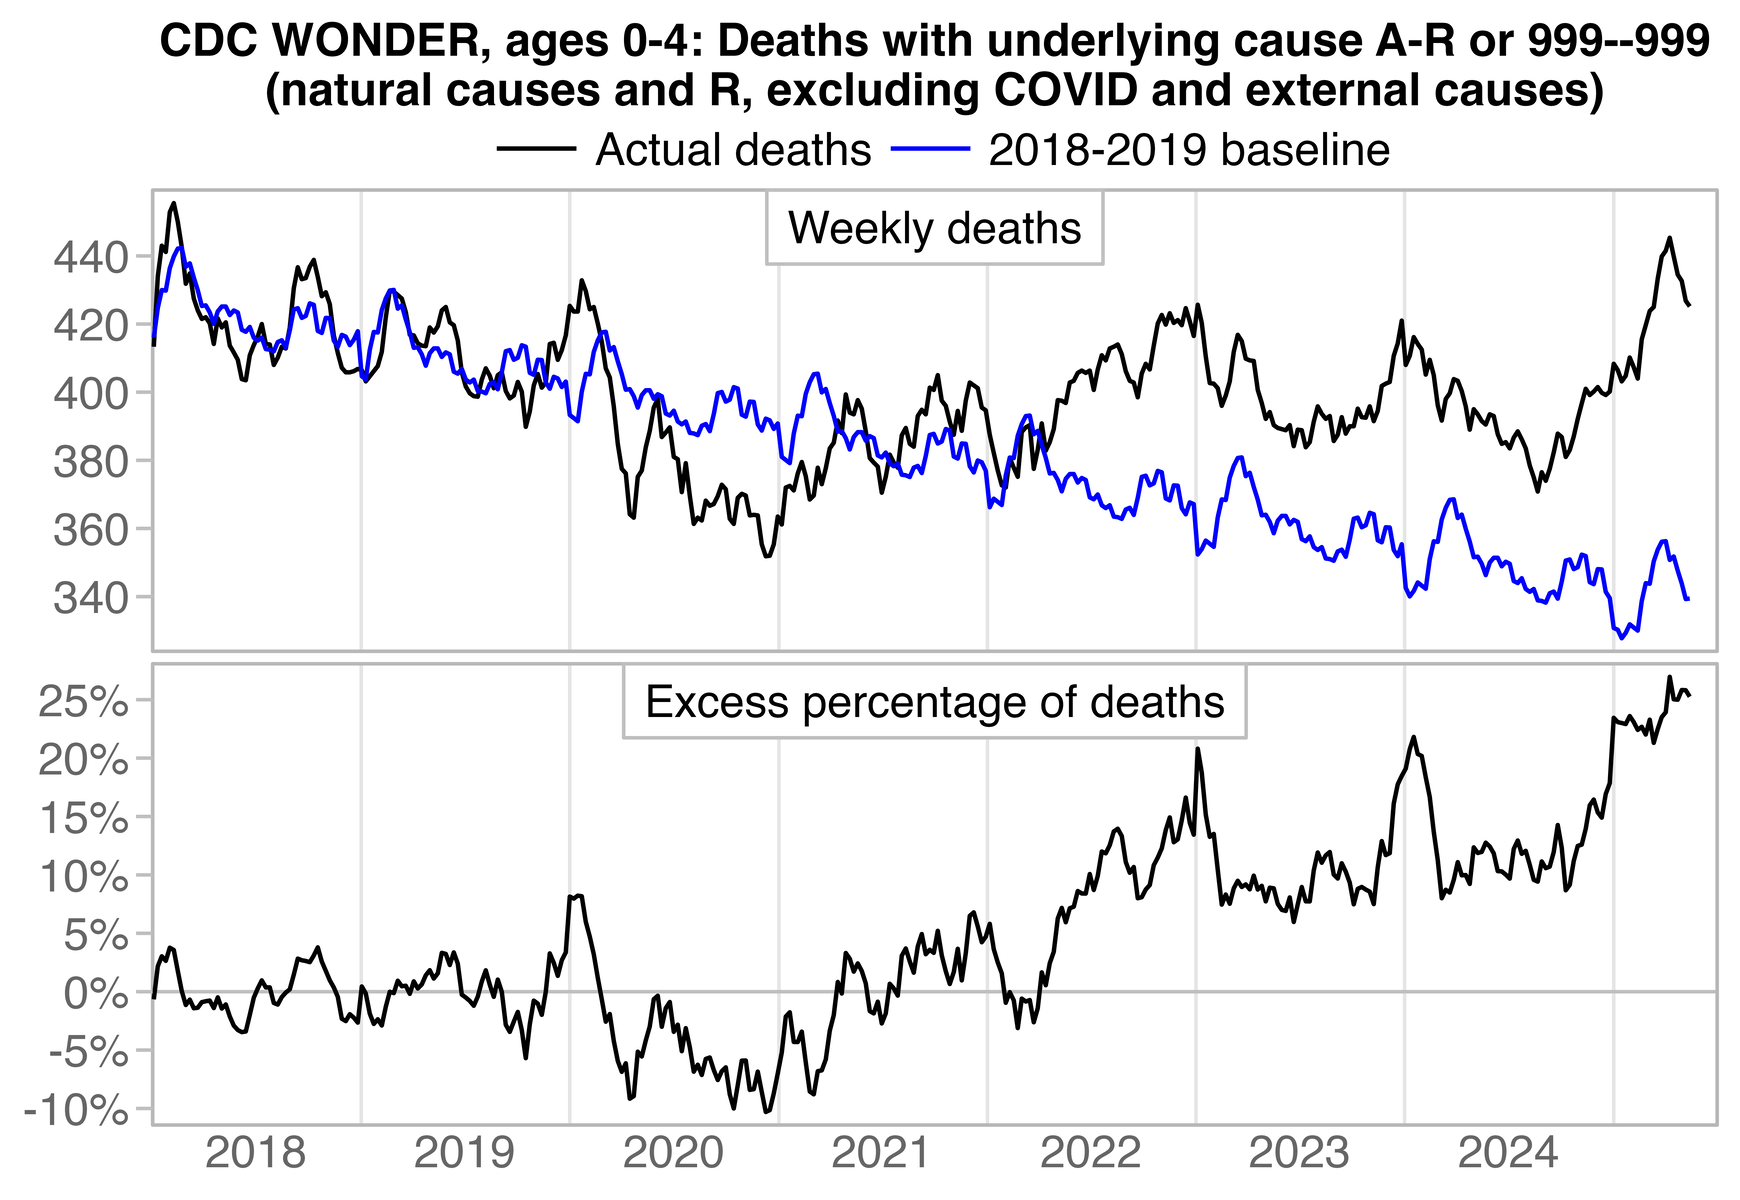 CDC WONDER, ages 0-4: Deaths with underlying cause A-R or 999--999
(natural causes and R, excluding COVID and external causes)
Actual deaths 2018-2019 baseline
Weekly deaths
440
420
400
380
360
340
Excess percentage of deaths
25%
20%
15%
10%
5%
0%
-5%
-10%
2018 2019 2020 2021 2022 2023 2024